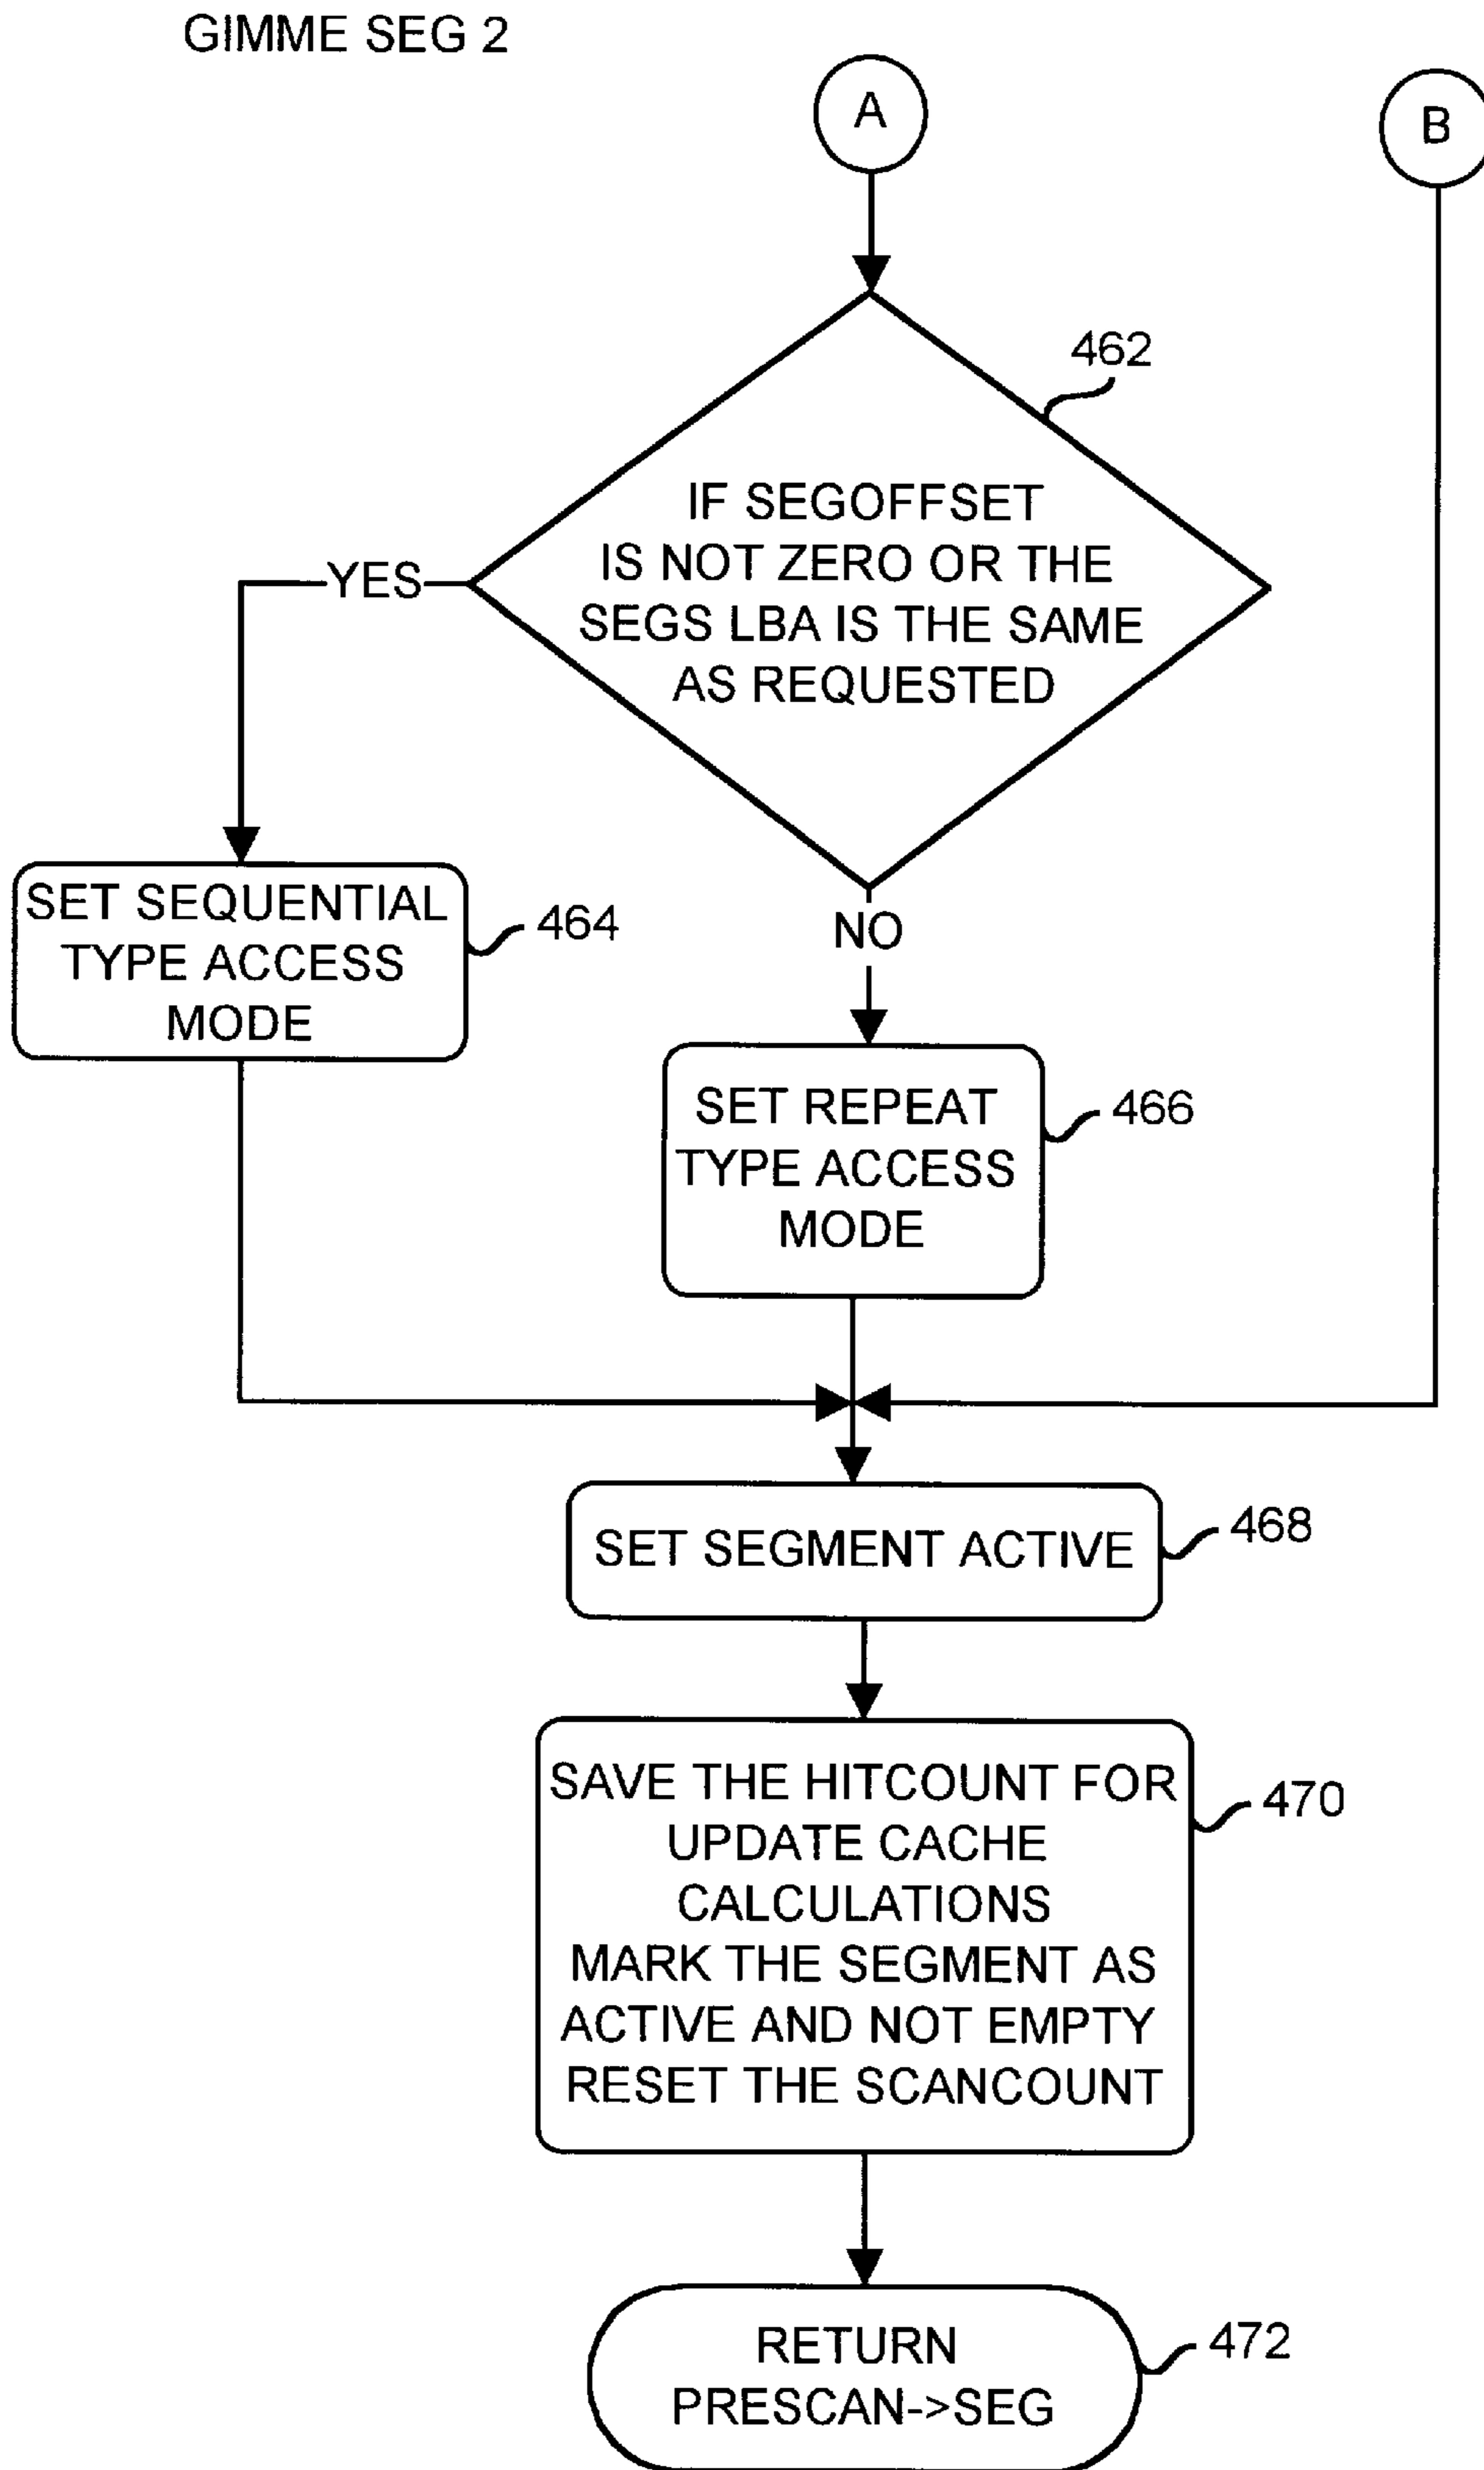 GIMME SEG 2
A
B
462
IF SEGOFFSET
IS NOT ZERO OR THE
SEGS LBA IS THE SAME
AS REQUESTED
YES
NO
SET SEQUENTIAL
TYPE ACCESS
MODE
464
SET REPEAT
TYPE ACCESS
MODE
466
SET SEGMENT ACTIVE
468
SAVE THE HITCOUNT FOR
UPDATE CACHE
CALCULATIONS
MARK THE SEGMENT AS
ACTIVE AND NOT EMPTY
RESET THE SCANCOUNT
470
RETURN
PRESCAN->SEG
472